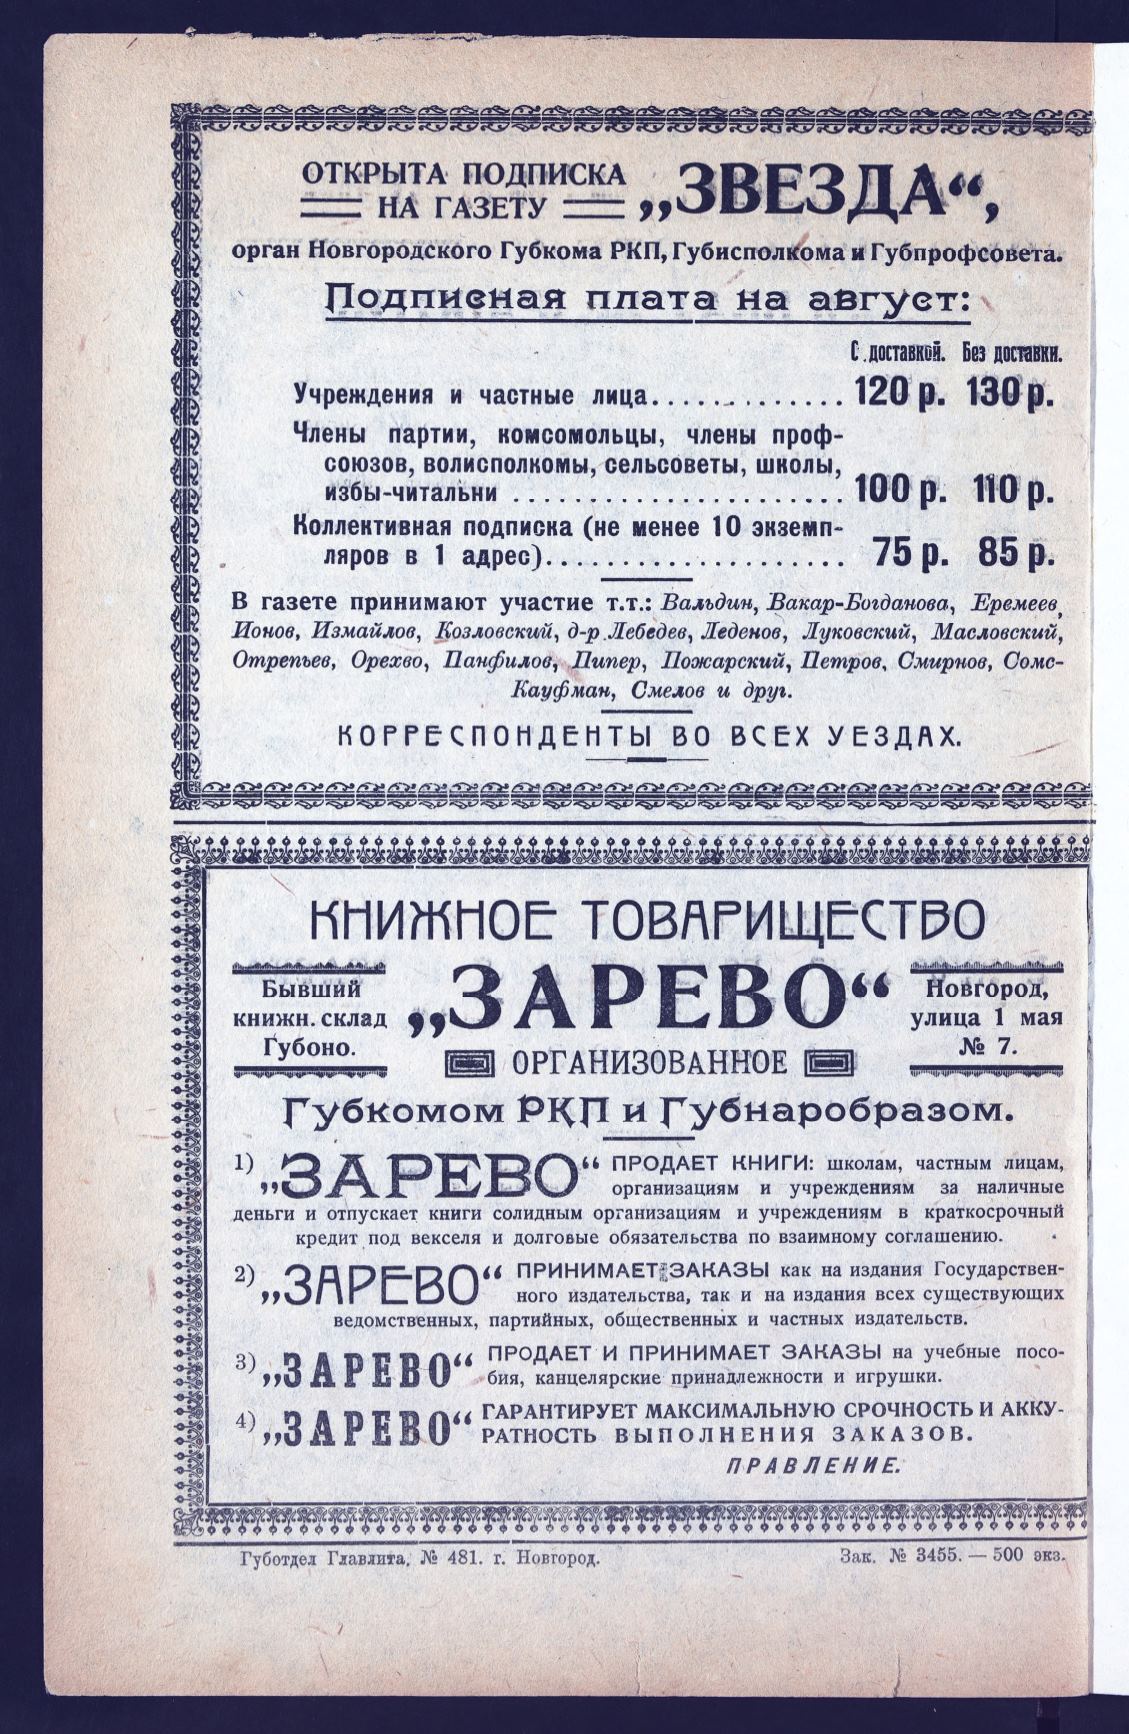 ОТКРЫТА ПОДПИСКА
НА ГАЗЕТУ „ЗВЕЗДА“,
орган Новгородского Губкома РКП, Губисполкома и Губпрофсовета.
Подписная плата на август:
С доставкой. Без доставки.
Учреждения и частные лица.............. 120 р. 130 р.
Члены партии, комсомольцы, члены проф-
союзов, волисполкомы, сельсоветы, школы,
избы-читальни ....................... 100 р. 110 р.
Коллективная подписка (не менее 10 экземп-
ляров в 1 адрес)..................... 75 р. 85 р.
В газете принимают участие т.т.: Вальдин, Вакар-Богданова, Еремеев,
Ионов, Измайлов, Козловский, д-р Лебедев, Леденов, Луковский, Масловский,
Отрепьев, Орехво, Панфилов, Пипер, Пожарский, Петров, Смирнов, Сомс-
Кауфман, Смелов и друг.
КОРРЕСПОНДЕНТЫ ВО ВСЕХ УЕЗДАХ.
КНИЖНОЕ ТОВАРИЩЕСТВО
„ЗАРЕВО“
Бывший
книжн. склад
Губоно.
Новгород,
улица 1 мая
№ 7.
ОРГАНИЗОВАННОЕ
Губкомом РКП и Губнаробразом.
1) „ЗАРЕВО“ ПРОДАЕТ КНИГИ: школам, частным лицам,
организациям и учреждениям за наличные
деньги и отпускает книги солидным организациям и учреждениям в краткосрочный
кредит под векселя и долговые обязательства по взаимному соглашению.
2) „ЗАРЕВО“ ПРИНИМАЕТ ЗАКАЗЫ как на издания Государствен-
ного издательства, так и на издания всех существующих
ведомственных, партийных, общественных и частных издательств.
3) „ЗАРЕВО“ ПРОДАЕТ И ПРИНИМАЕТ ЗАКАЗЫ на учебные посо-
бия, канцелярские принадлежности и игрушки.
4) „ЗАРЕВО“ ГАРАНТИРУЕТ МАКСИМАЛЬНУЮ СРОЧНОСТЬ И АККУ-
РАТНОСТЬ ВЫПОЛНЕНИЯ ЗАКАЗОВ.
ПРАВЛЕНИЕ.
Губотдел Главлита. № 481. г. Новгород. Зак. № 3455. — 500 экз.